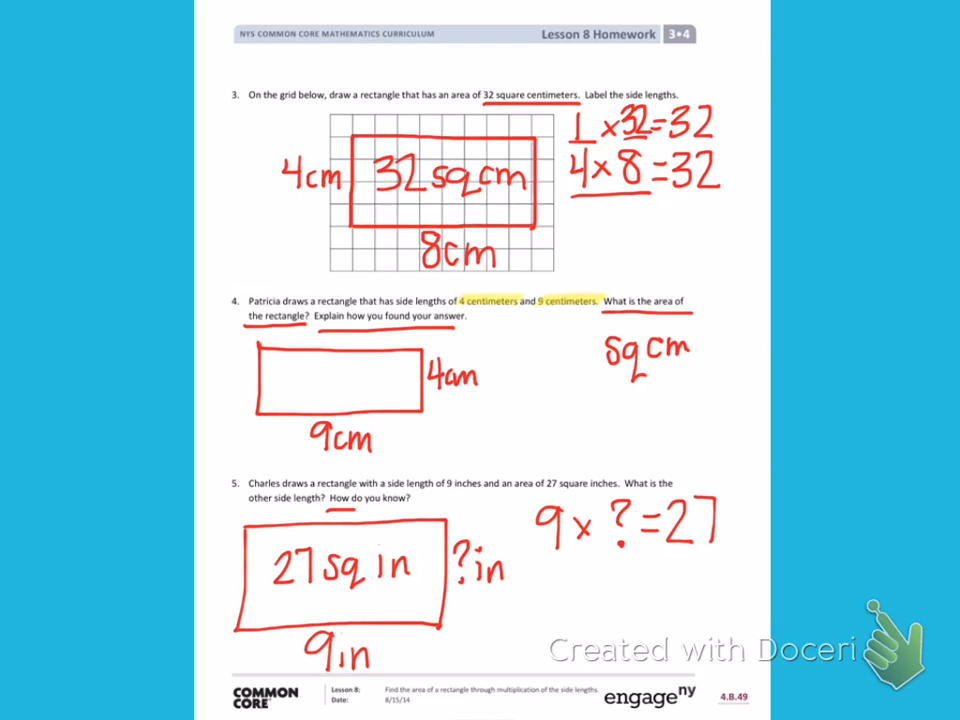 NYS COMMON CORE MATHEMATICS CURRICULUM Lesson 8 Homework 3•4
3. On the grid below, draw a rectangle that has an area of 32 square centimeters. Label the side lengths.
1 x 32 = 32
4cm 32 sq cm 4 x 8 = 32
8cm
4. Patricia draws a rectangle that has side lengths of 4 centimeters and 9 centimeters. What is the area of
the rectangle? Explain how you found your answer.
sq cm
4cm
9cm
5. Charles draws a rectangle with a side length of 9 inches and an area of 27 square inches. What is the
other side length? How do you know?
9 x ? = 27
27 sq in ? in
9in
Created with Doceri
COMMON CORE™ Lesson 8: Find the area of a rectangle through multiplication of the side lengths. engage ny 4.B.49
Date: 8/15/14